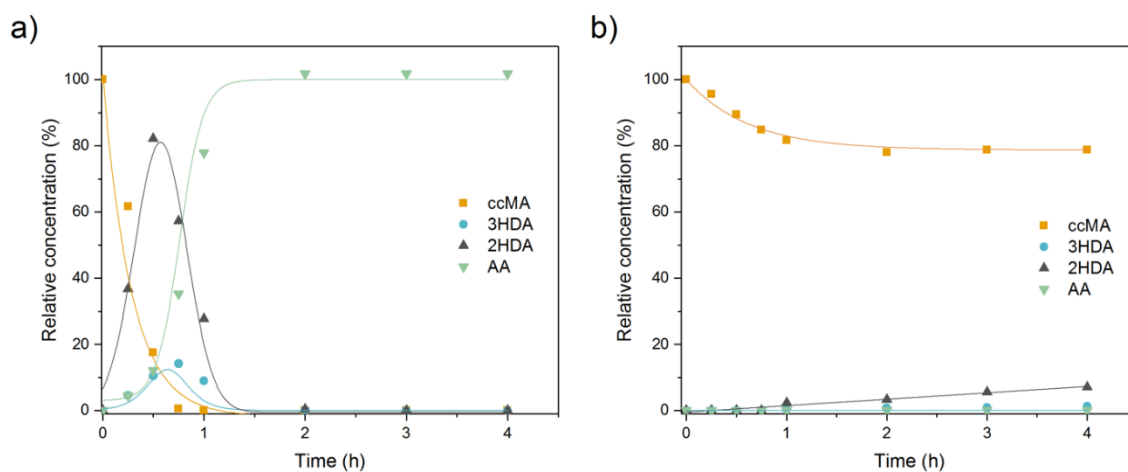 a)
Relative concentration (%)
100
80
60
40
20
0
ccMA
3HDA
2HDA
AA
0 1 2 3 4
Time (h)
b)
Relative concentration (%)
100
80
60
40
20
0
ccMA
3HDA
2HDA
AA
0 1 2 3 4
Time (h)